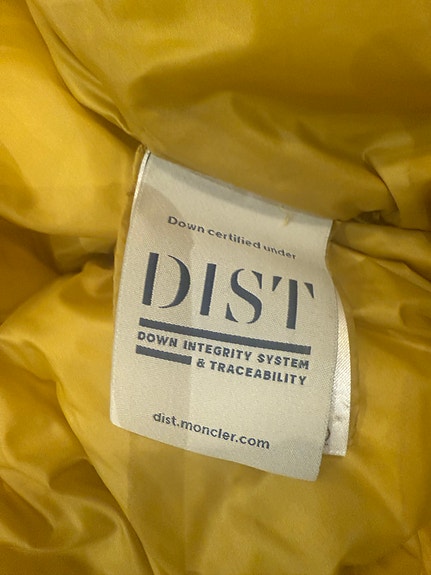 Down certified under
DIST
DOWN INTEGRITY SYSTEM
& TRACEABILITY
dist.moncler.com